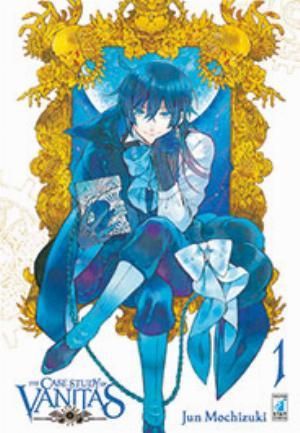 THE CASE STUDY OF
VANITAS
1
Jun Mochizuki